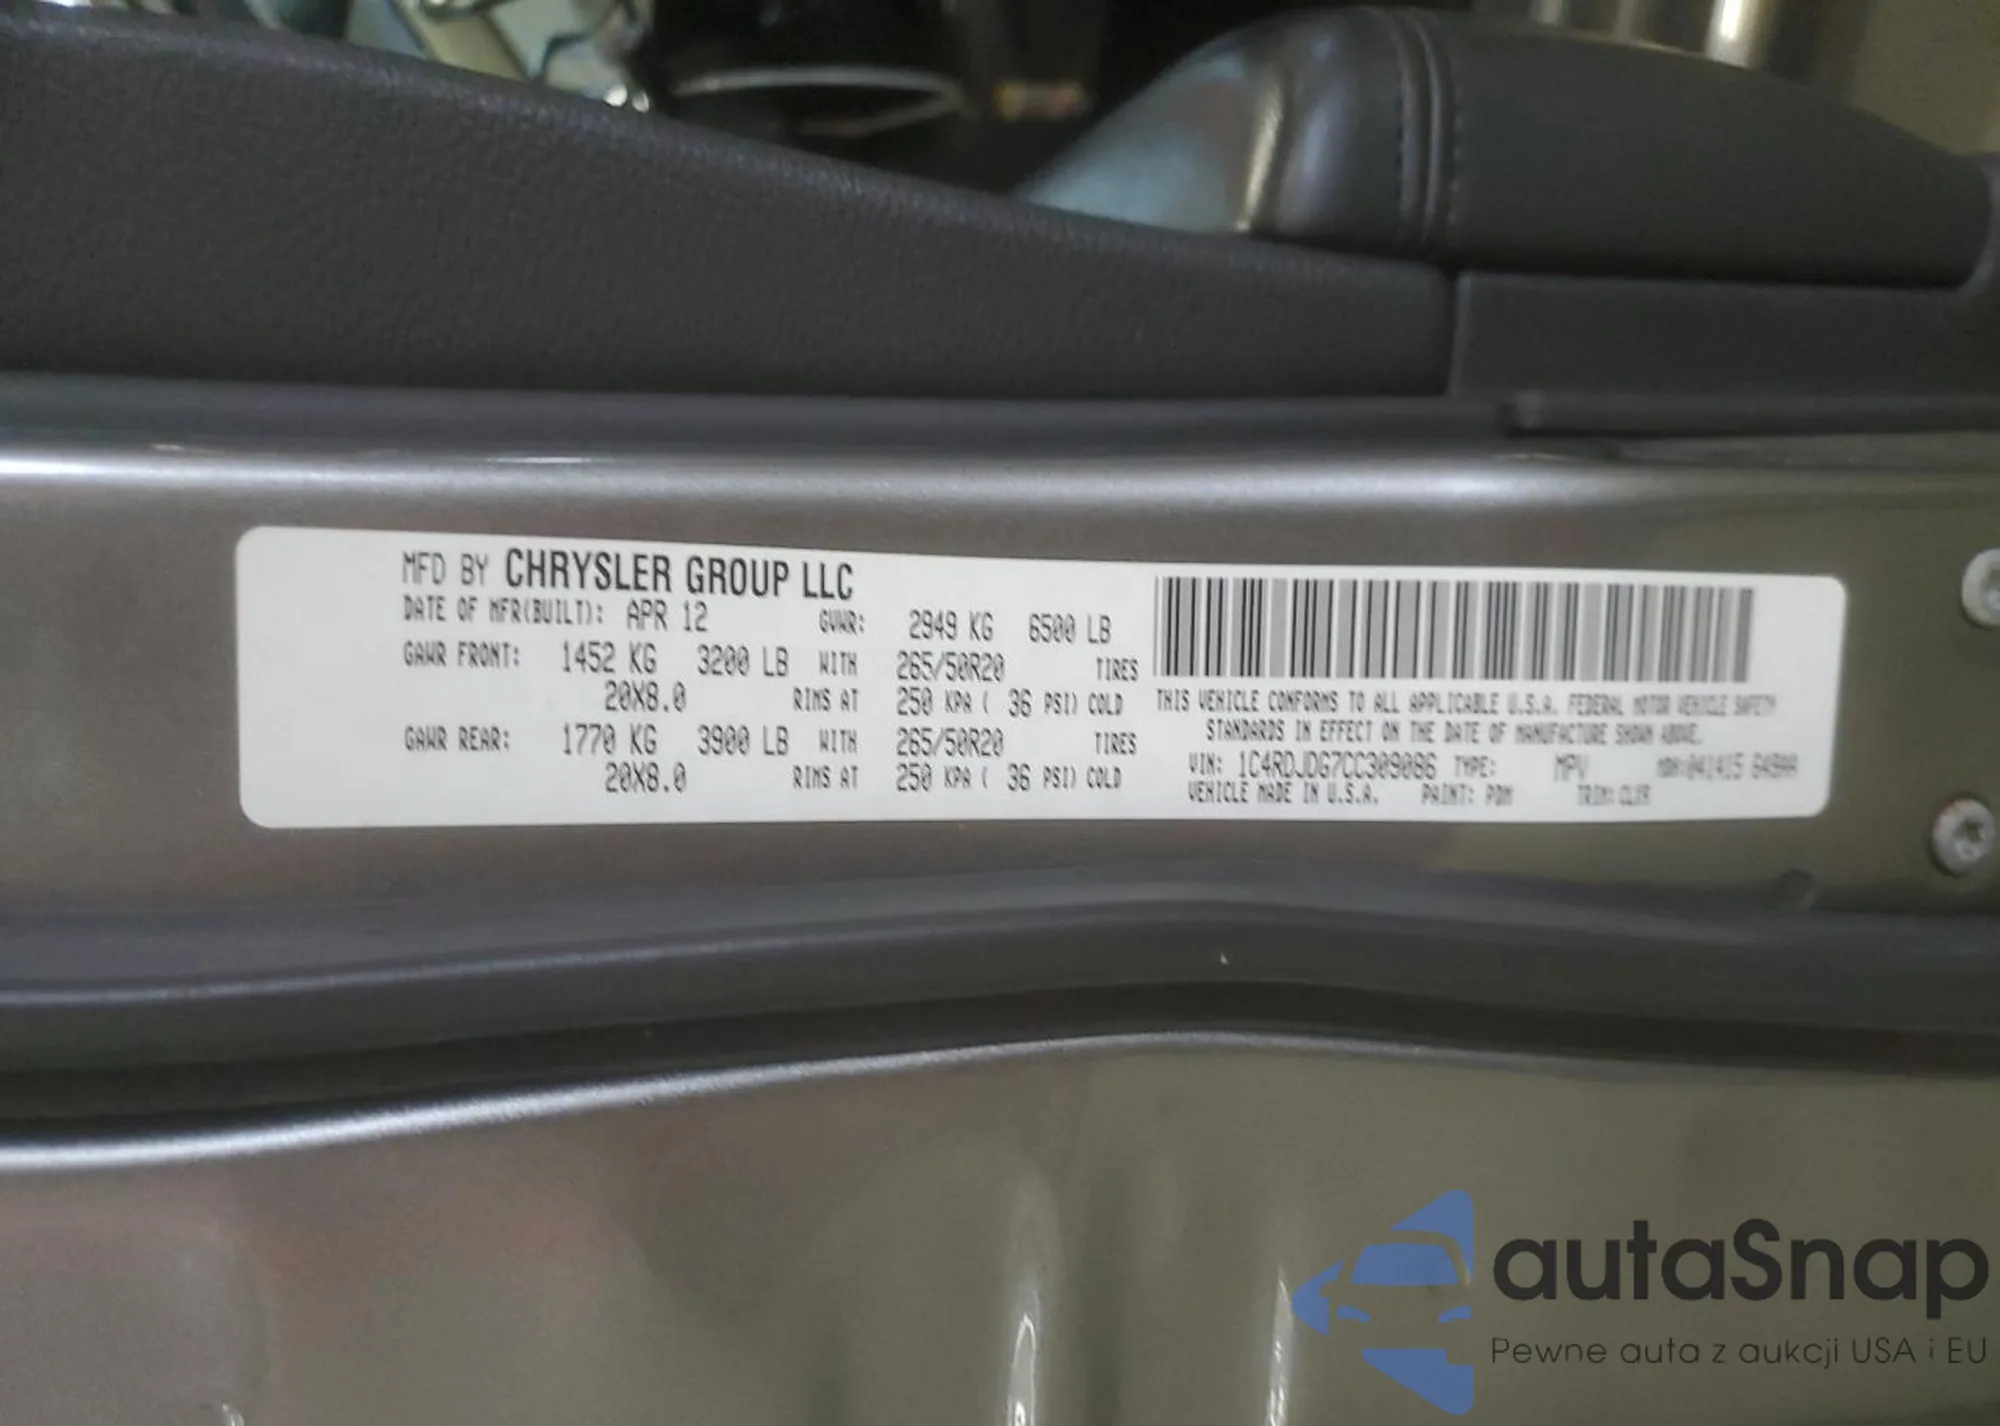 MFD BY CHRYSLER GROUP LLC
DATE OF MFR(BUILT): APR 12 GVWR: 2949 KG 6500 LB
GAWR FRONT: 1452 KG 3200 LB WITH 265/50R20 TIRES
20X8.0 RIMS AT 250 KPA ( 36 PSI) COLD
GAWR REAR: 1770 KG 3900 LB WITH 265/50R20 TIRES
20X8.0 RIMS AT 250 KPA ( 36 PSI) COLD
THIS VEHICLE CONFORMS TO ALL APPLICABLE U.S.A. FEDERAL MOTOR VEHICLE SAFETY
STANDARDS IN EFFECT ON THE DATE OF MANUFACTURE SHOWN ABOVE.
VIN: 1C4RDJDG7CC309086 TYPE: MPV
VEHICLE MADE IN U.S.A. PAINT: PDM TRIM:
autaSnap
Pewne auta z aukcji USA i EU